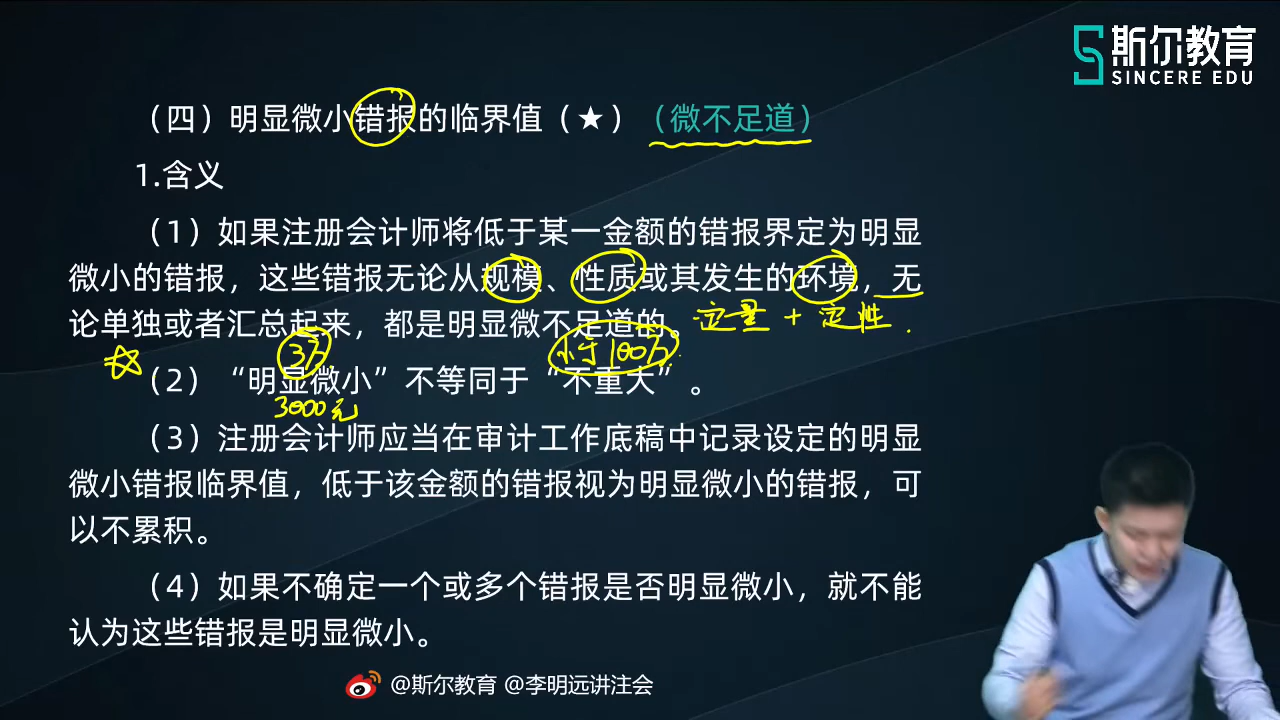 斯尔教育
SINCERE EDU
（四）明显微小错报的临界值（★）（微不足道）
1.含义
（1）如果注册会计师将低于某一金额的错报界定为明显
微小的错报，这些错报无论从规模、性质或其发生的环境，无
论单独或者汇总起来，都是明显微不足道的。
定量 + 定性.
3万
小于100万
（2）“明显微小”不等同于“不重大”。
3000元
（3）注册会计师应当在审计工作底稿中记录设定的明显
微小错报临界值，低于该金额的错报视为明显微小的错报，可
以不累积。
（4）如果不确定一个或多个错报是否明显微小，就不能
认为这些错报是明显微小。
@斯尔教育 @李明远讲注会